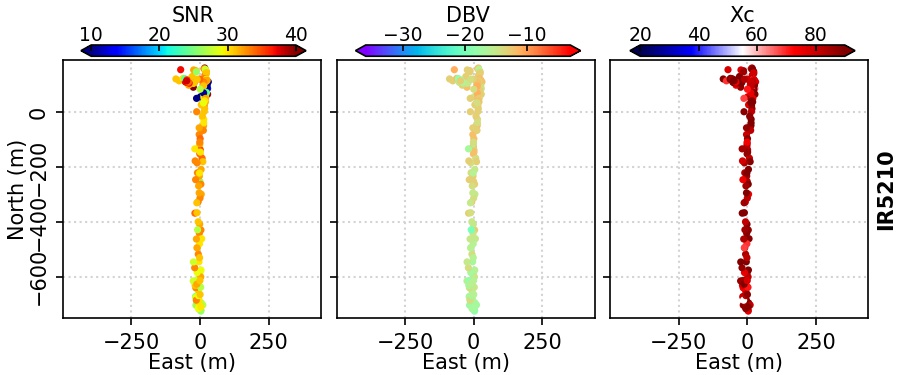 SNR DBV Xc
10 20 30 40 −30 −20 −10 20 40 60 80
North (m)
0
−200
−400
−600
IR5210
−250 0 250 −250 0 250 −250 0 250
East (m) East (m) East (m)